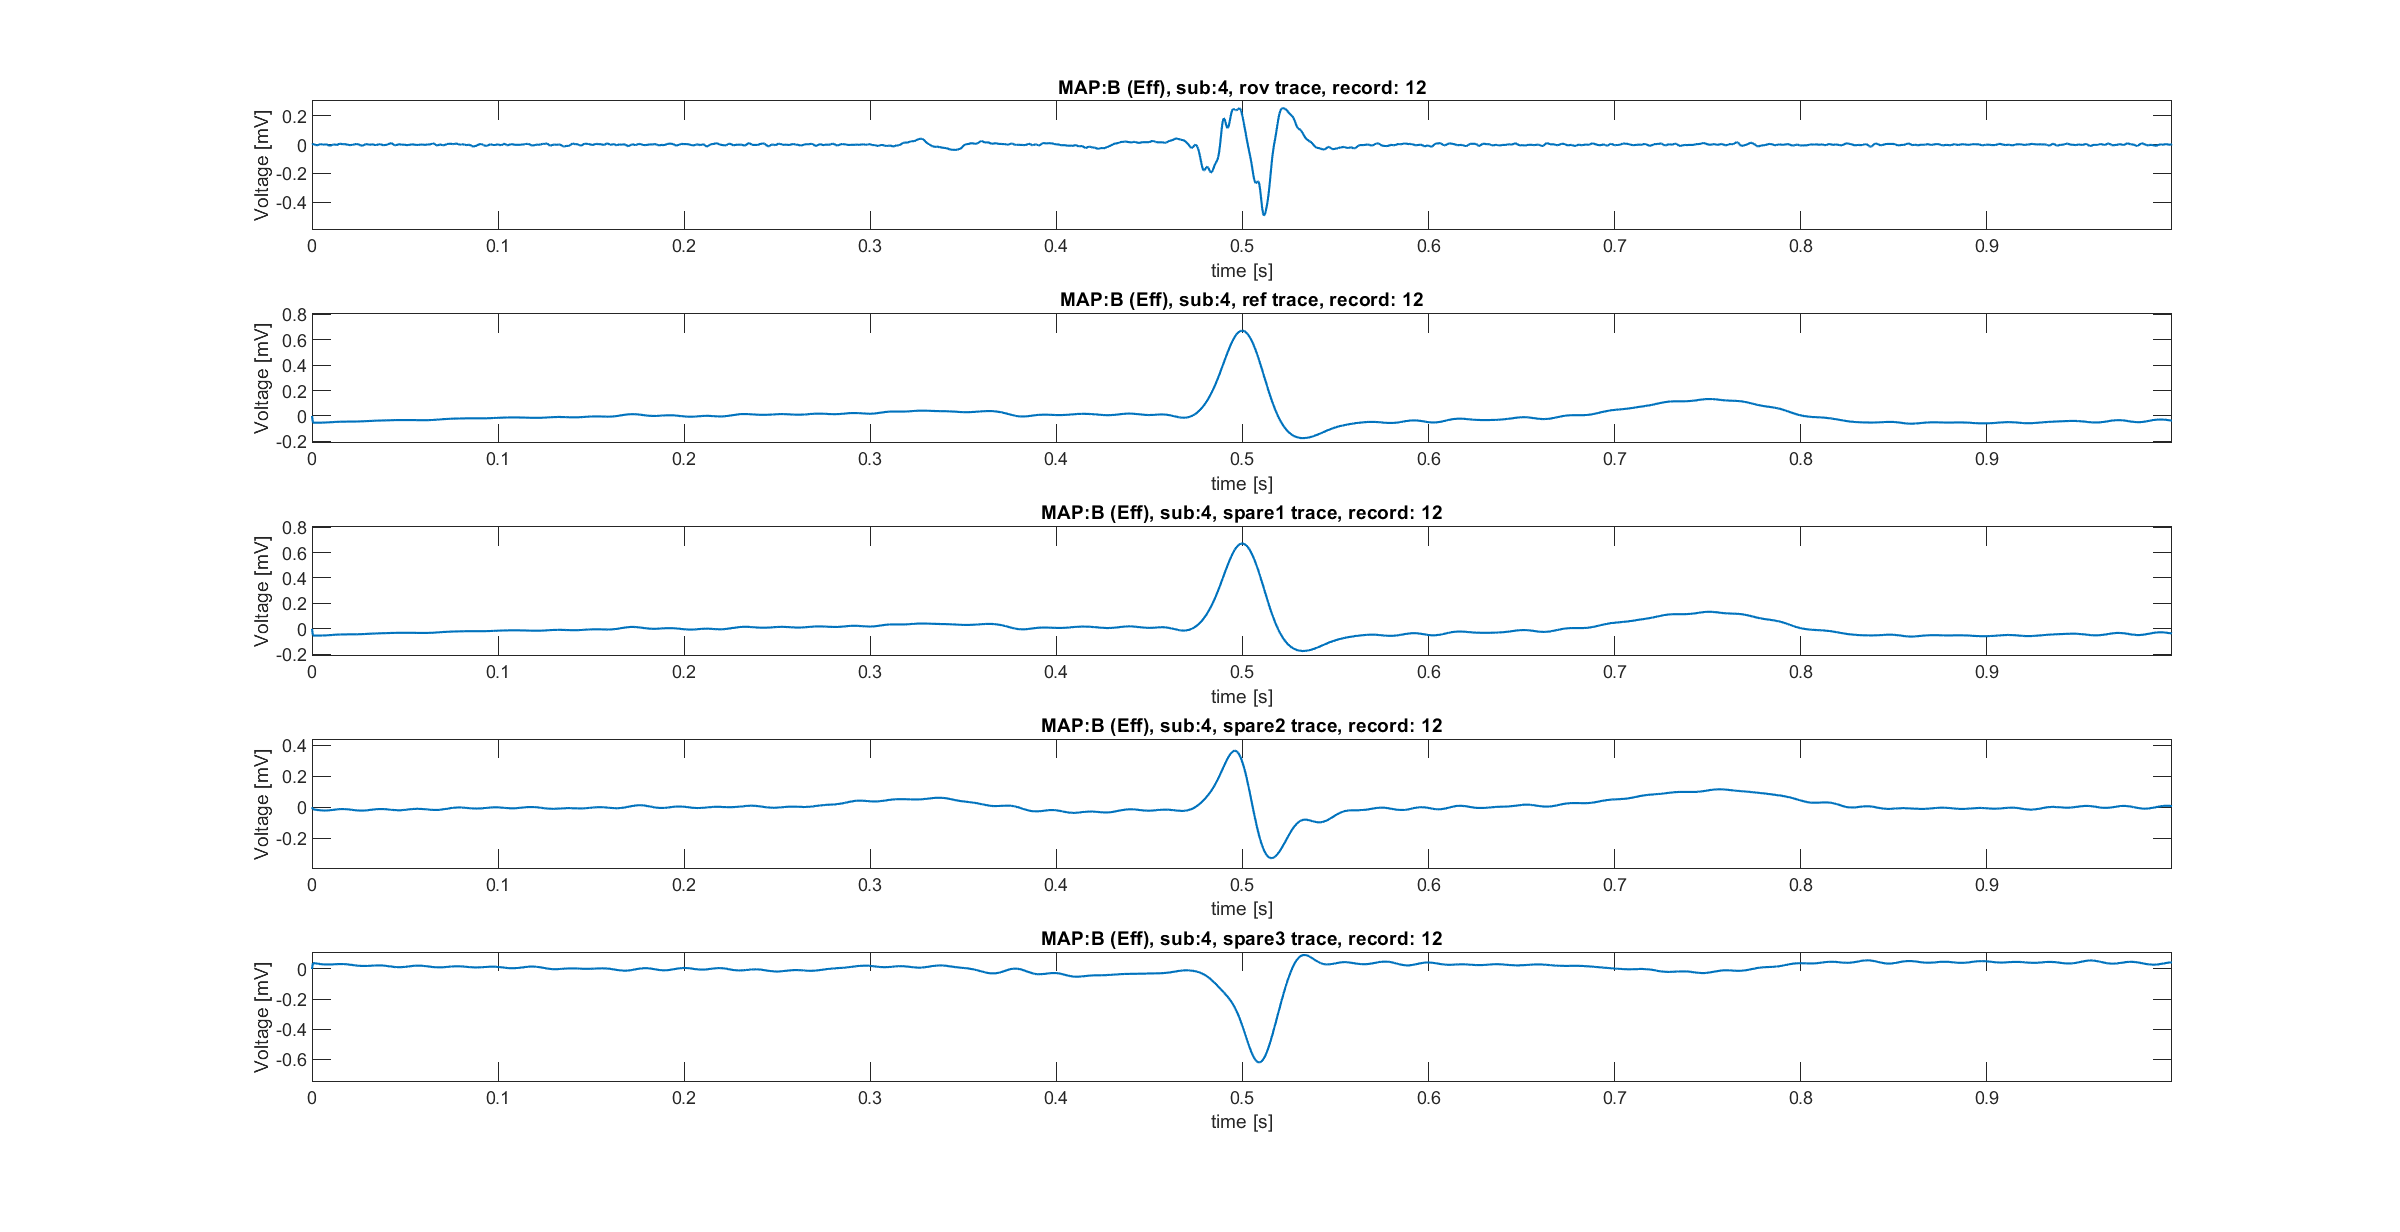 MAP:B (Eff), sub:4, rov trace, record: 12
Voltage [mV]
0.2
0
-0.2
-0.4
0 0.1 0.2 0.3 0.4 0.5 0.6 0.7 0.8 0.9
time [s]
MAP:B (Eff), sub:4, ref trace, record: 12
Voltage [mV]
0.8
0.6
0.4
0.2
0
-0.2
0 0.1 0.2 0.3 0.4 0.5 0.6 0.7 0.8 0.9
time [s]
MAP:B (Eff), sub:4, spare1 trace, record: 12
Voltage [mV]
0.8
0.6
0.4
0.2
0
-0.2
0 0.1 0.2 0.3 0.4 0.5 0.6 0.7 0.8 0.9
time [s]
MAP:B (Eff), sub:4, spare2 trace, record: 12
Voltage [mV]
0.4
0.2
0
-0.2
0 0.1 0.2 0.3 0.4 0.5 0.6 0.7 0.8 0.9
time [s]
MAP:B (Eff), sub:4, spare3 trace, record: 12
Voltage [mV]
0
-0.2
-0.4
-0.6
0 0.1 0.2 0.3 0.4 0.5 0.6 0.7 0.8 0.9
time [s]